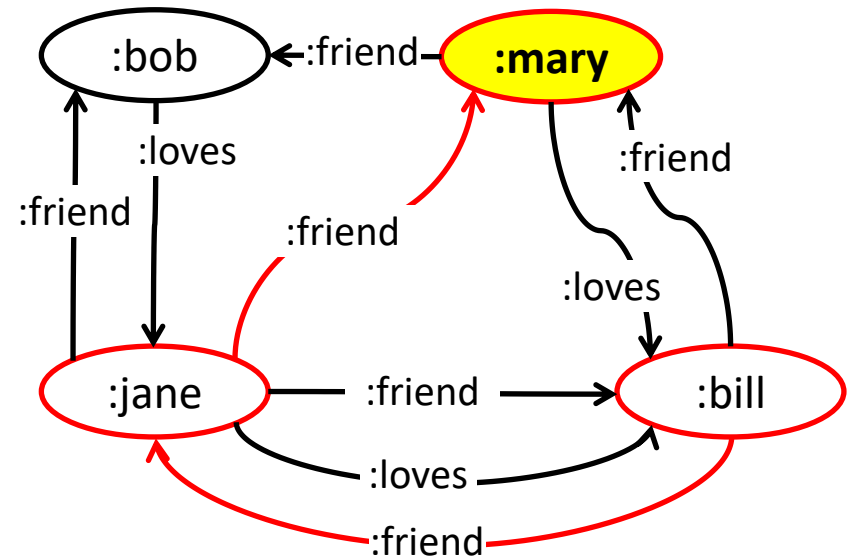 :bob
:friend
:mary
:loves
:friend
:friend
:friend
:loves
:jane
:friend
:bill
:loves
:friend